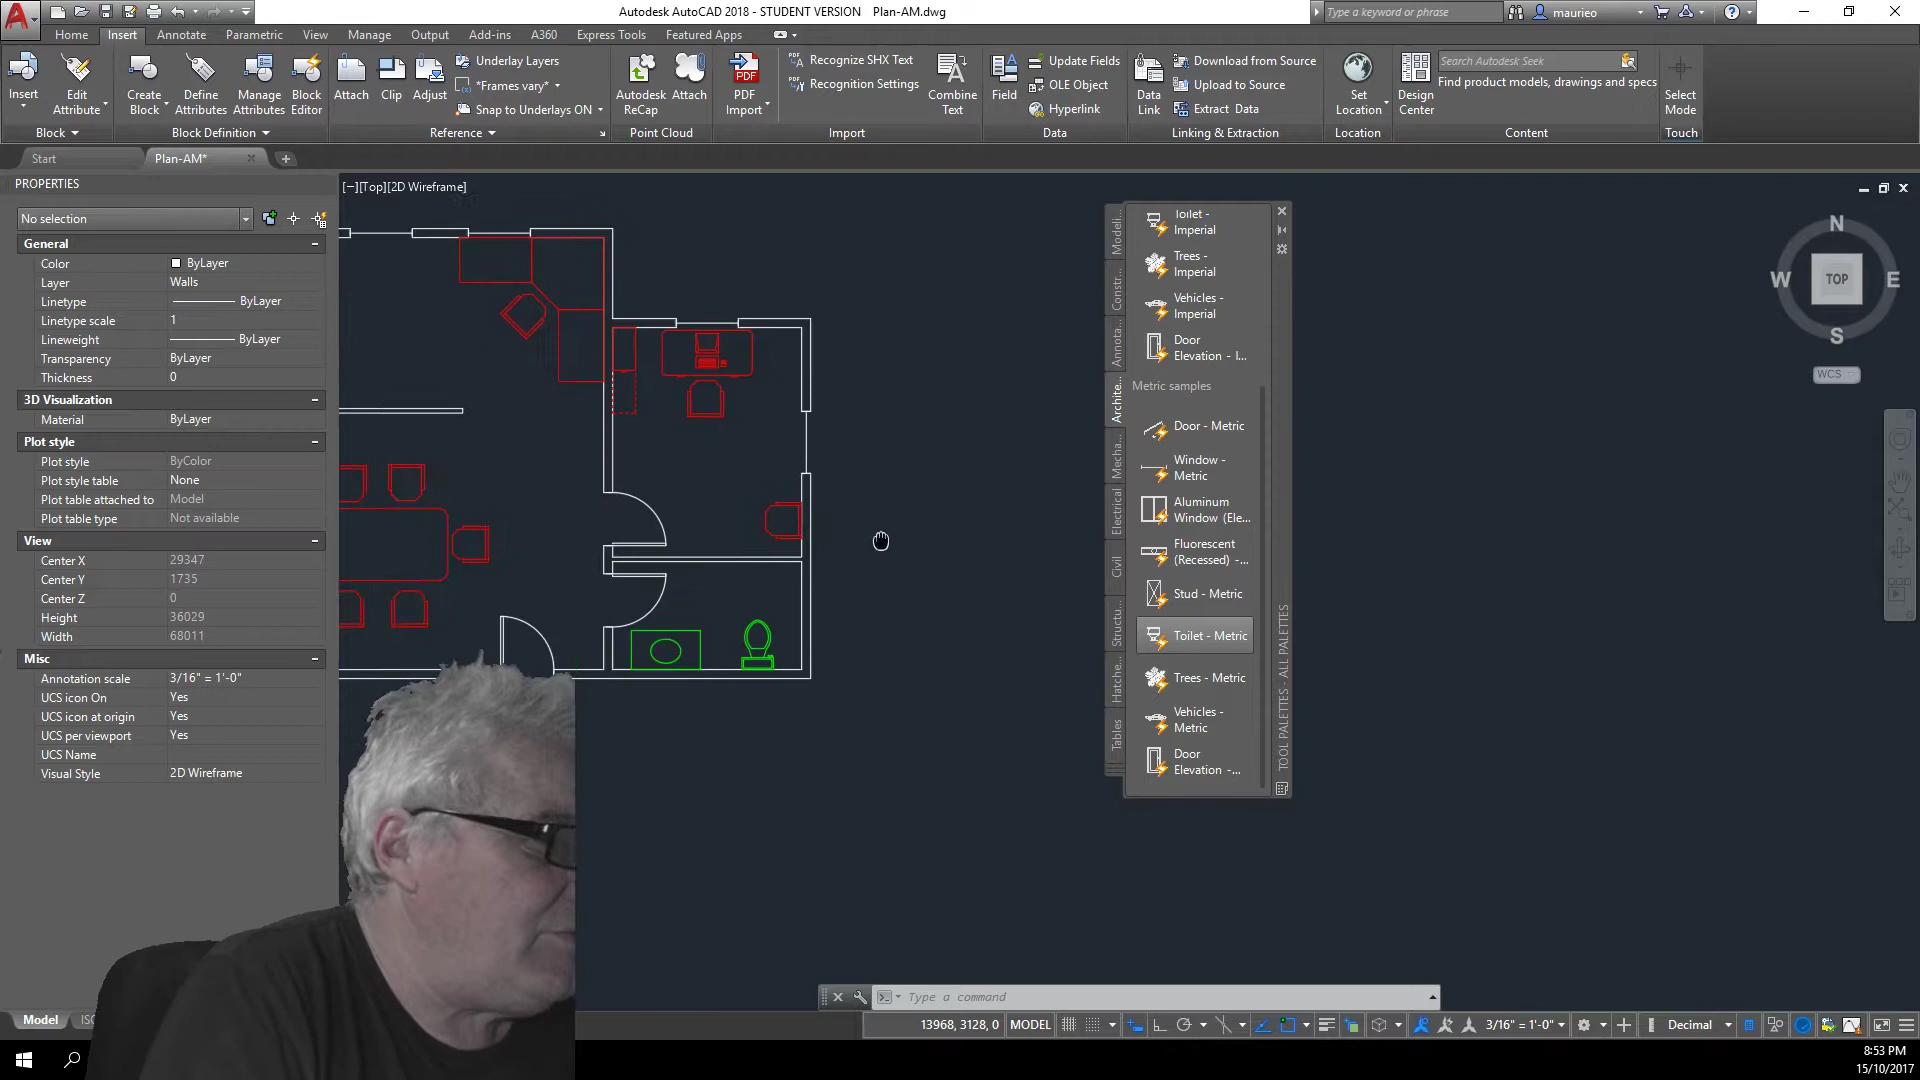 Autodesk AutoCAD 2018 - STUDENT VERSION    Plan-AM.dwg
Type a keyword or phrase
maurieo
Home
Insert
Annotate
Parametric
View
Manage
Output
Add-ins
A360
Express Tools
Featured Apps
Insert
Edit
Attribute
Create
Block
Define
Attributes
Manage
Attributes
Block
Editor
Attach
Clip
Adjust
Underlay Layers
*Frames vary*
Snap to Underlays ON
Autodesk
ReCap
Attach
PDF
PDF
Import
Recognize SHX Text
Recognition Settings
Combine
Text
Field
Update Fields
OLE Object
Hyperlink
Data
Link
Download from Source
Upload to Source
Extract Data
Set
Location
Design
Center
Search Autodesk Seek
Find product models, drawings and specs
Select
Mode
Block
Block Definition
Reference
Point Cloud
Import
Data
Linking & Extraction
Location
Content
Touch
Start
Plan-AM*
PROPERTIES
No selection
General
Color ByLayer
Layer Walls
Linetype ByLayer
Linetype scale 1
Lineweight ByLayer
Transparency ByLayer
Thickness 0
3D Visualization
Material ByLayer
Plot style
Plot style ByColor
Plot style table None
Plot table attached to Model
Plot table type Not available
View
Center X 29347
Center Y 1735
Center Z 0
Height 36029
Width 68011
Misc
Annotation scale 3/16" = 1'-0"
UCS icon On Yes
UCS icon at origin Yes
UCS per viewport Yes
UCS Name
Visual Style 2D Wireframe
[−][Top][2D Wireframe]
Modeli...
Constr...
Annota...
Archite...
Mecha...
Electrical
Civil
Structu...
Hatche...
Tables
Toilet -
Imperial
Trees -
Imperial
Vehicles -
Imperial
Door
Elevation - I...
Metric samples
Door - Metric
Window -
Metric
Aluminum
Window (Ele...
Fluorescent
(Recessed) -...
Stud - Metric
Toilet - Metric
Trees - Metric
Vehicles -
Metric
Door
Elevation -...
TOOL PALETTES - ALL PALETTES
N
W
TOP
E
S
WCS
Type a command
Model
13968, 3128, 0
MODEL
3/16" = 1'-0"
Decimal
8:53 PM
15/10/2017